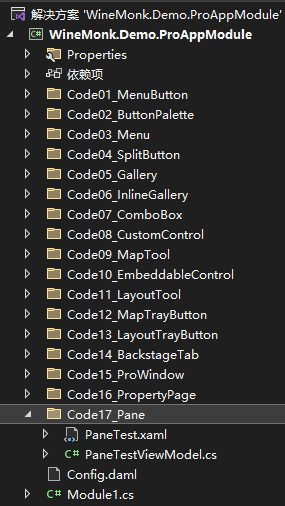 解决方案 'WineMonk.Demo.ProAppModule'
WineMonk.Demo.ProAppModule
Properties
依赖项
Code01_MenuButton
Code02_ButtonPalette
Code03_Menu
Code04_SplitButton
Code05_Gallery
Code06_InlineGallery
Code07_ComboBox
Code08_CustomControl
Code09_MapTool
Code10_EmbeddableControl
Code11_LayoutTool
Code12_MapTrayButton
Code13_LayoutTrayButton
Code14_BackstageTab
Code15_ProWindow
Code16_PropertyPage
Code17_Pane
PaneTest.xaml
C# PaneTestViewModel.cs
Config.daml
C# Module1.cs